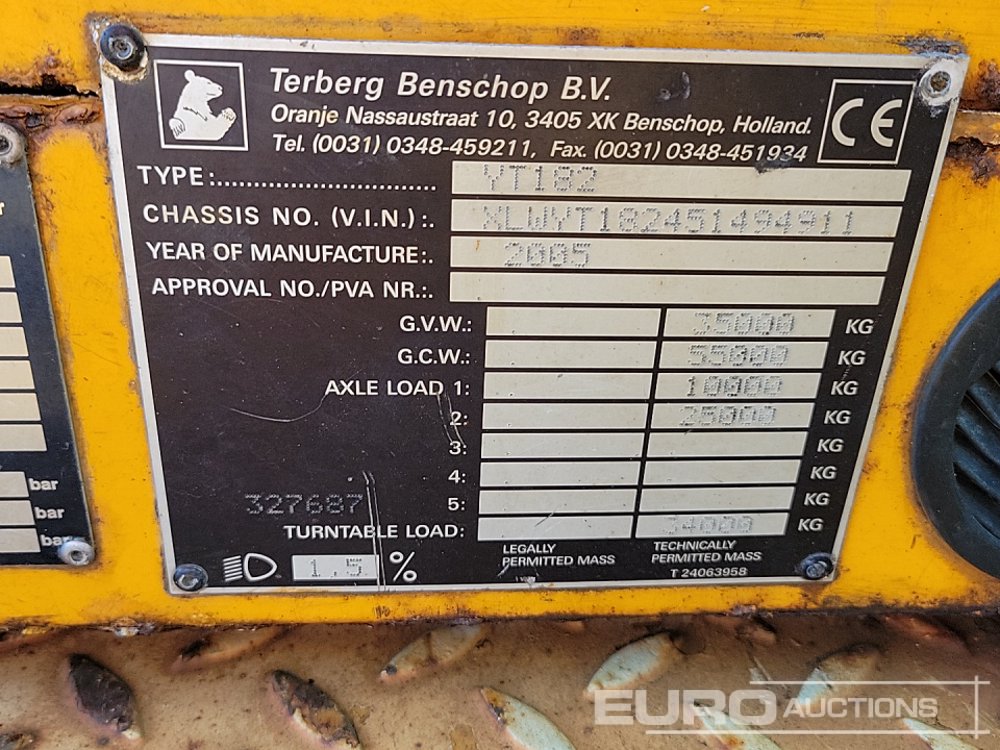 Terberg Benschop B.V.
Oranje Nassaustraat 10, 3405 XK Benschop, Holland.
Tel. (0031) 0348-459211, Fax. (0031) 0348-451934
CE
TYPE:.............................. YT182
CHASSIS NO. (V.I.N.) :. XLWYT182451494911
YEAR OF MANUFACTURE:. 2005
APPROVAL NO./PVA NR.:.
G.V.W.: 35000 KG
G.C.W.: 55000 KG
AXLE LOAD 1: 10000 KG
2: 25000 KG
3: KG
4: KG
327687 5: KG
TURNTABLE LOAD: 34000 KG
1.5 %
LEGALLY PERMITTED MASS
TECHNICALLY PERMITTED MASS
T 24063958
bar
bar
bar
EURO AUCTIONS